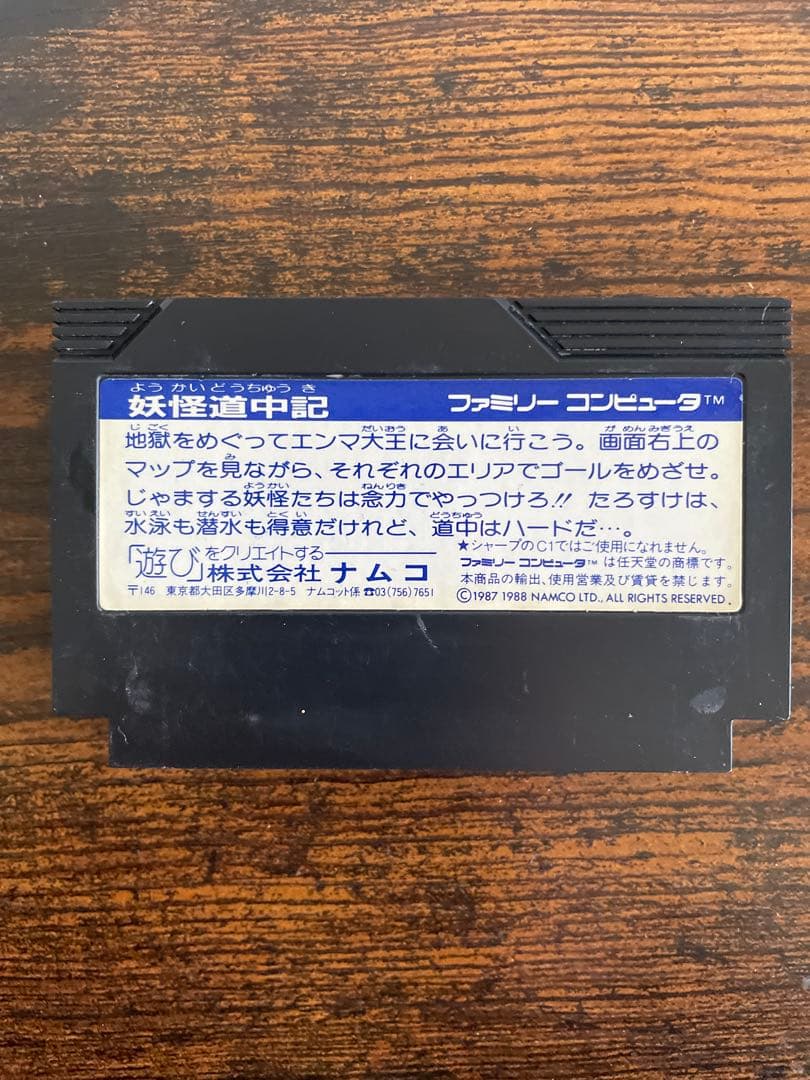 よう かい どう ちゅう き
妖怪道中記 ファミリー コンピュータ™
じごく だいおう あ い がめんみぎうえ
地獄をめぐってエンマ大王に会いに行こう。画面右上の
み
マップを見ながら、それぞれのエリアでゴールをめざせ。
ようかい ねんりき
じゃまする妖怪たちは念力でやっつけろ!! たろすけは、
すいえい せんすい とくい どうちゅう
水泳も潜水も得意だけれど、道中はハードだ…。
「遊び」をクリエイトする
株式会社 ナムコ
〒146 東京都大田区多摩川2-8-5 ナムコット係 ☎03(756)7651
★シャープのC1ではご使用になれません。
ファミリー コンピュータ™ は任天堂の商標です。
本商品の輸出、使用営業及び賃貸を禁じます。
©1987 1988 NAMCO LTD., ALL RIGHTS RESERVED.